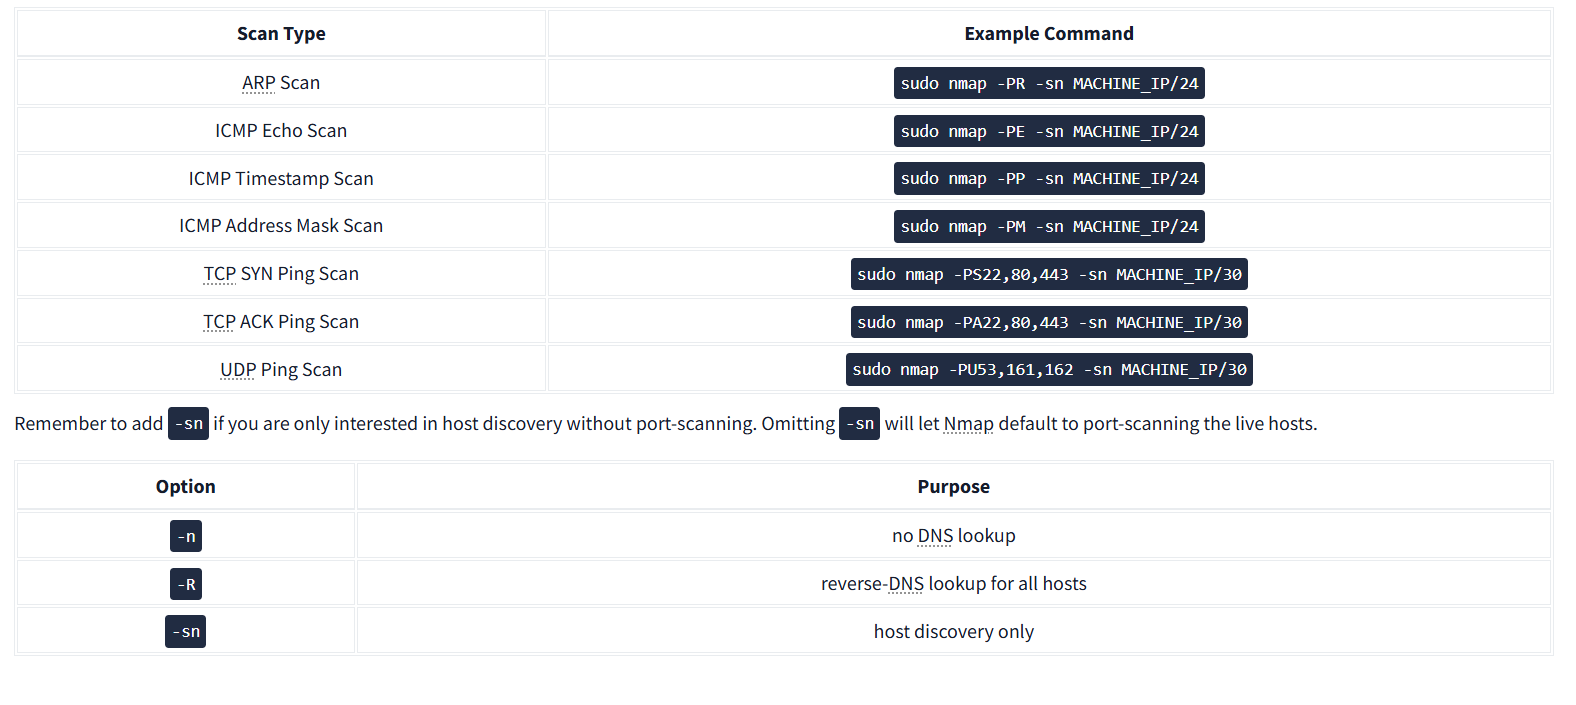 Scan Type Example Command
ARP Scan sudo nmap -PR -sn MACHINE_IP/24
ICMP Echo Scan sudo nmap -PE -sn MACHINE_IP/24
ICMP Timestamp Scan sudo nmap -PP -sn MACHINE_IP/24
ICMP Address Mask Scan sudo nmap -PM -sn MACHINE_IP/24
TCP SYN Ping Scan sudo nmap -PS22,80,443 -sn MACHINE_IP/30
TCP ACK Ping Scan sudo nmap -PA22,80,443 -sn MACHINE_IP/30
UDP Ping Scan sudo nmap -PU53,161,162 -sn MACHINE_IP/30
Remember to add -sn if you are only interested in host discovery without port-scanning. Omitting -sn will let Nmap default to port-scanning the live hosts.
Option Purpose
-n no DNS lookup
-R reverse-DNS lookup for all hosts
-sn host discovery only